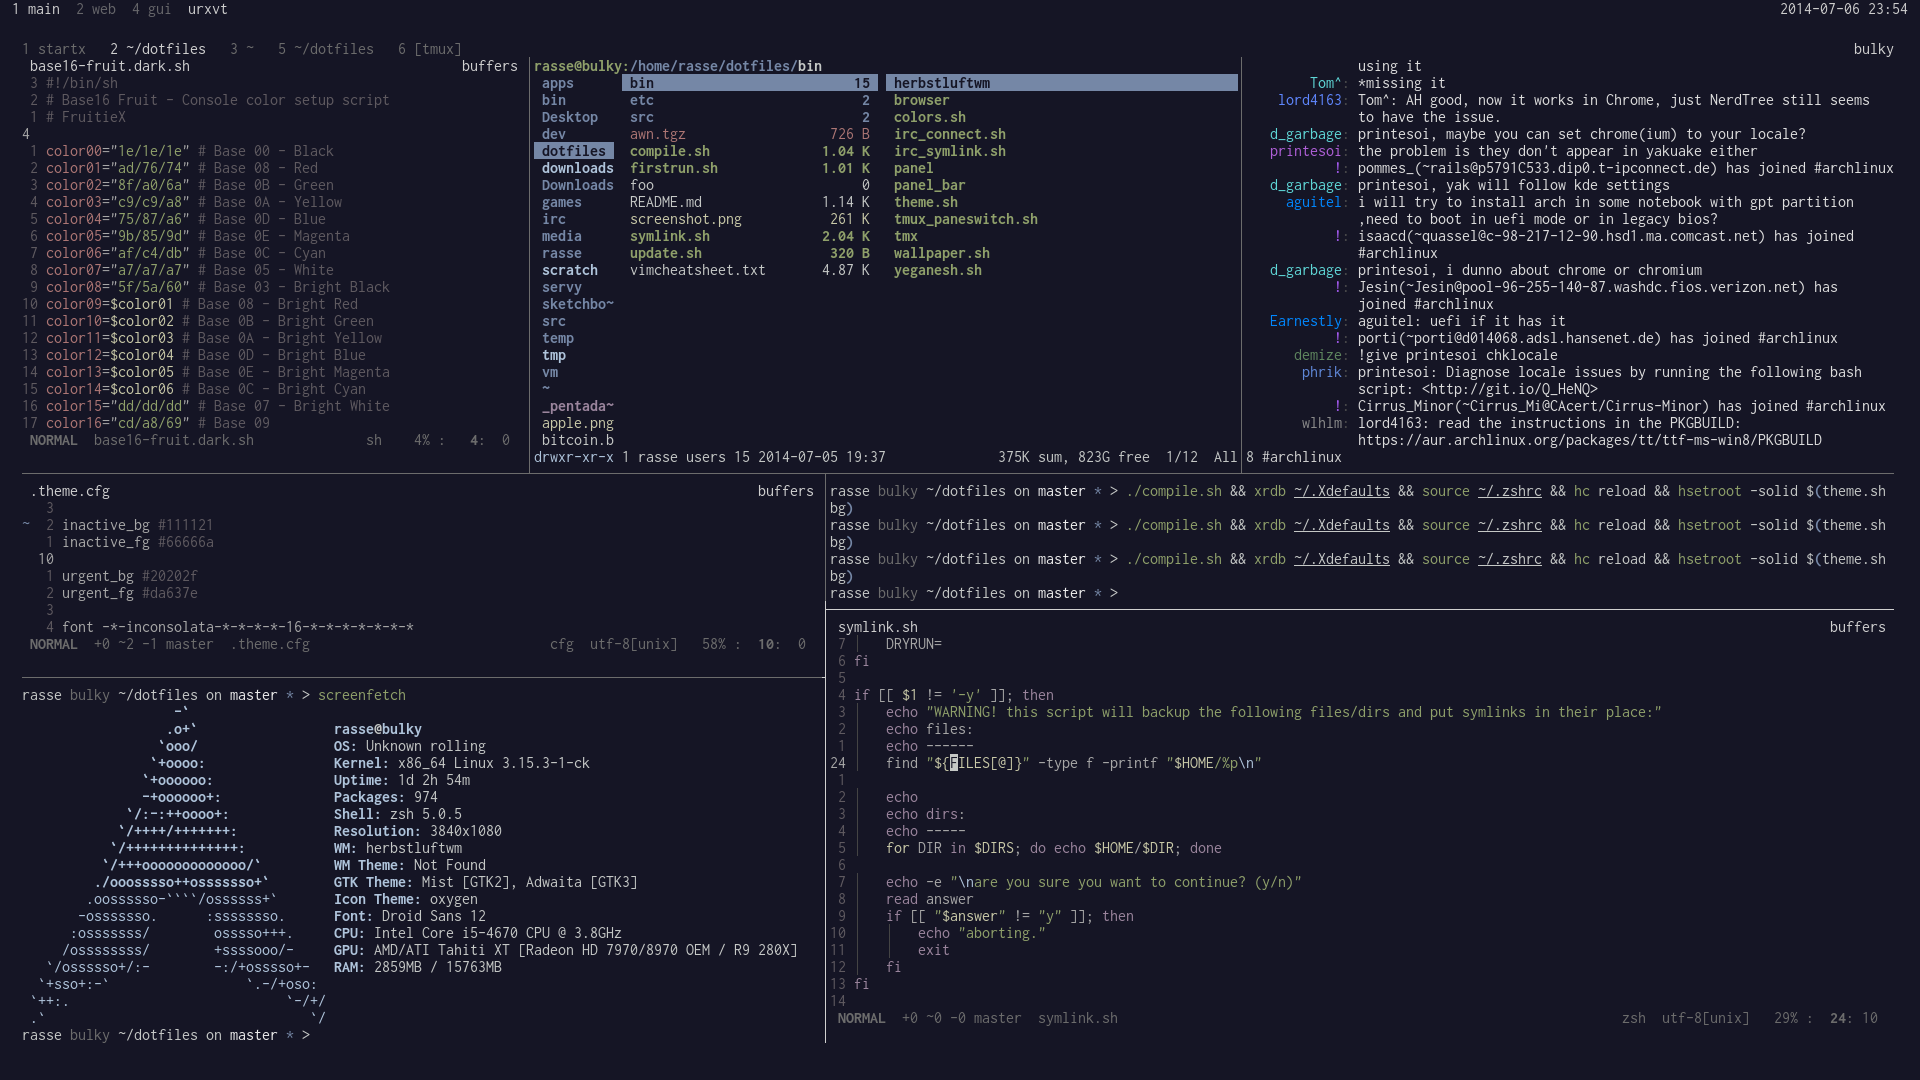 1 main  2 web  4 gui  urxvt
2014-07-06 23:54
1 startx   2 ~/dotfiles   3 ~   5 ~/dotfiles   6 [tmux]
bulky
base16-fruit.dark.sh    buffers
3 #!/bin/sh
2 # Base16 Fruit - Console color setup script
1 # FruitieX
4
1 color00="1e/1e/1e" # Base 00 - Black
2 color01="ad/76/74" # Base 08 - Red
3 color02="8f/a0/6a" # Base 0B - Green
4 color03="c9/c9/a8" # Base 0A - Yellow
5 color04="75/87/a6" # Base 0D - Blue
6 color05="9b/85/9d" # Base 0E - Magenta
7 color06="af/c4/db" # Base 0C - Cyan
8 color07="a7/a7/a7" # Base 05 - White
9 color08="5f/5a/60" # Base 03 - Bright Black
10 color09=$color01 # Base 08 - Bright Red
11 color10=$color02 # Base 0B - Bright Green
12 color11=$color03 # Base 0A - Bright Yellow
13 color12=$color04 # Base 0D - Bright Blue
14 color13=$color05 # Base 0E - Bright Magenta
15 color14=$color06 # Base 0C - Bright Cyan
16 color15="dd/dd/dd" # Base 07 - Bright White
17 color16="cd/a8/69" # Base 09
NORMAL  base16-fruit.dark.sh    sh    4% :   4:  0
rasse@bulky:/home/rasse/dotfiles/bin
apps  bin 15  herbstluftwm
bin  etc 2  browser
Desktop  src 2  colors.sh
dev  awn.tgz 726 B  irc_connect.sh
dotfiles  compile.sh 1.04 K  irc_symlink.sh
downloads  firstrun.sh 1.01 K  panel
Downloads  foo 0  panel_bar
games  README.md 1.14 K  theme.sh
irc  screenshot.png 261 K  tmux_paneswitch.sh
media  symlink.sh 2.04 K  tmx
rasse  update.sh 320 B  wallpaper.sh
scratch  vimcheatsheet.txt 4.87 K  yeganesh.sh
servy
sketchbo~
src
temp
tmp
vm
~
_pentada~
apple.png
bitcoin.b
drwxr-xr-x 1 rasse users 15 2014-07-05 19:37    375K sum, 823G free  1/12  All
using it
Tom^: *missing it
lord4163: Tom^: AH good, now it works in Chrome, just NerdTree still seems
to have the issue.
d_garbage: printesoi, maybe you can set chrome(ium) to your locale?
printesoi: the problem is they don't appear in yakuake either
!: pommes_(~rails@p5791C533.dip0.t-ipconnect.de) has joined #archlinux
d_garbage: printesoi, yak will follow kde settings
aguitel: i will try to install arch in some notebook with gpt partition
,need to boot in uefi mode or in legacy bios?
!: isaacd(~quassel@c-98-217-12-90.hsd1.ma.comcast.net) has joined
#archlinux
d_garbage: printesoi, i dunno about chrome or chromium
!: Jesin(~Jesin@pool-96-255-140-87.washdc.fios.verizon.net) has
joined #archlinux
Earnestly: aguitel: uefi if it has it
!: porti(~porti@d014068.adsl.hansenet.de) has joined #archlinux
demize: !give printesoi chklocale
phrik: printesoi: Diagnose locale issues by running the following bash
script: <http://git.io/Q_HeNQ>
!: Cirrus_Minor(~Cirrus_Mi@CAcert/Cirrus-Minor) has joined #archlinux
wlhlm: lord4163: read the instructions in the PKGBUILD:
https://aur.archlinux.org/packages/tt/ttf-ms-win8/PKGBUILD
8 #archlinux
.theme.cfg    buffers
3
~ 2 inactive_bg #111121
1 inactive_fg #66666a
10
1 urgent_bg #20202f
2 urgent_fg #da637e
3
4 font -*-inconsolata-*-*-*-*-16-*-*-*-*-*-*-*
NORMAL  +0 ~2 -1 master  .theme.cfg    cfg  utf-8[unix]   58% :  10:  0
rasse bulky ~/dotfiles on master * > ./compile.sh && xrdb ~/.Xdefaults && source ~/.zshrc && hc reload && hsetroot -solid $(theme.sh
bg)
rasse bulky ~/dotfiles on master * > ./compile.sh && xrdb ~/.Xdefaults && source ~/.zshrc && hc reload && hsetroot -solid $(theme.sh
bg)
rasse bulky ~/dotfiles on master * > ./compile.sh && xrdb ~/.Xdefaults && source ~/.zshrc && hc reload && hsetroot -solid $(theme.sh
bg)
rasse bulky ~/dotfiles on master * >
rasse bulky ~/dotfiles on master * > screenfetch
-`
.o+`    rasse@bulky
`ooo/    OS: Unknown rolling
`+oooo:    Kernel: x86_64 Linux 3.15.3-1-ck
`+oooooo:    Uptime: 1d 2h 54m
-+oooooo+:    Packages: 974
`/:-:++oooo+:    Shell: zsh 5.0.5
`/++++/+++++++:    Resolution: 3840x1080
`/++++++++++++++:    WM: herbstluftwm
`/+++ooooooooooooo/`    WM Theme: Not Found
./ooosssso++osssssso+`    GTK Theme: Mist [GTK2], Adwaita [GTK3]
.oossssso-````/ossssss+`    Icon Theme: oxygen
-osssssso.      :ssssssso.    Font: Droid Sans 12
:osssssss/        osssso+++.    CPU: Intel Core i5-4670 CPU @ 3.8GHz
/ossssssss/        +ssssooo/-    GPU: AMD/ATI Tahiti XT [Radeon HD 7970/8970 OEM / R9 280X]
`/ossssso+/:-        -:/+osssso+-    RAM: 2859MB / 15763MB
`+sso+:-`                 `.-/+oso:
`++:.                           `-/+/
.`                                 `/
rasse bulky ~/dotfiles on master * >
symlink.sh    buffers
7     DRYRUN=
6 fi
5
4 if [[ $1 != '-y' ]]; then
3     echo "WARNING! this script will backup the following files/dirs and put symlinks in their place:"
2     echo files:
1     echo ------
24     find "${FILES[@]}" -type f -printf "$HOME/%p\n"
1
2     echo
3     echo dirs:
4     echo -----
5     for DIR in $DIRS; do echo $HOME/$DIR; done
6
7     echo -e "\nare you sure you want to continue? (y/n)"
8     read answer
9     if [[ "$answer" != "y" ]]; then
10         echo "aborting."
11         exit
12     fi
13 fi
14
NORMAL  +0 ~0 -0 master  symlink.sh    zsh  utf-8[unix]   29% :  24: 10